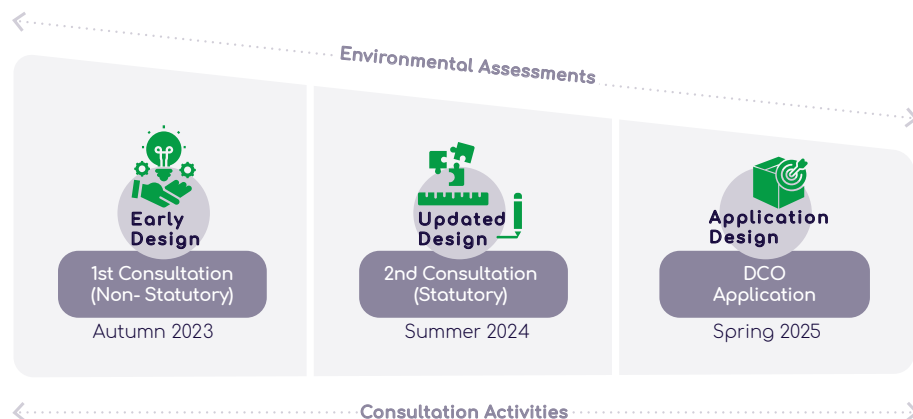 Environmental Assessments
Early
Design
1st Consultation
(Non- Statutory)
Autumn 2023
Updated
Design
2nd Consultation
(Statutory)
Summer 2024
Application
Design
DCO
Application
Spring 2025
Consultation Activities